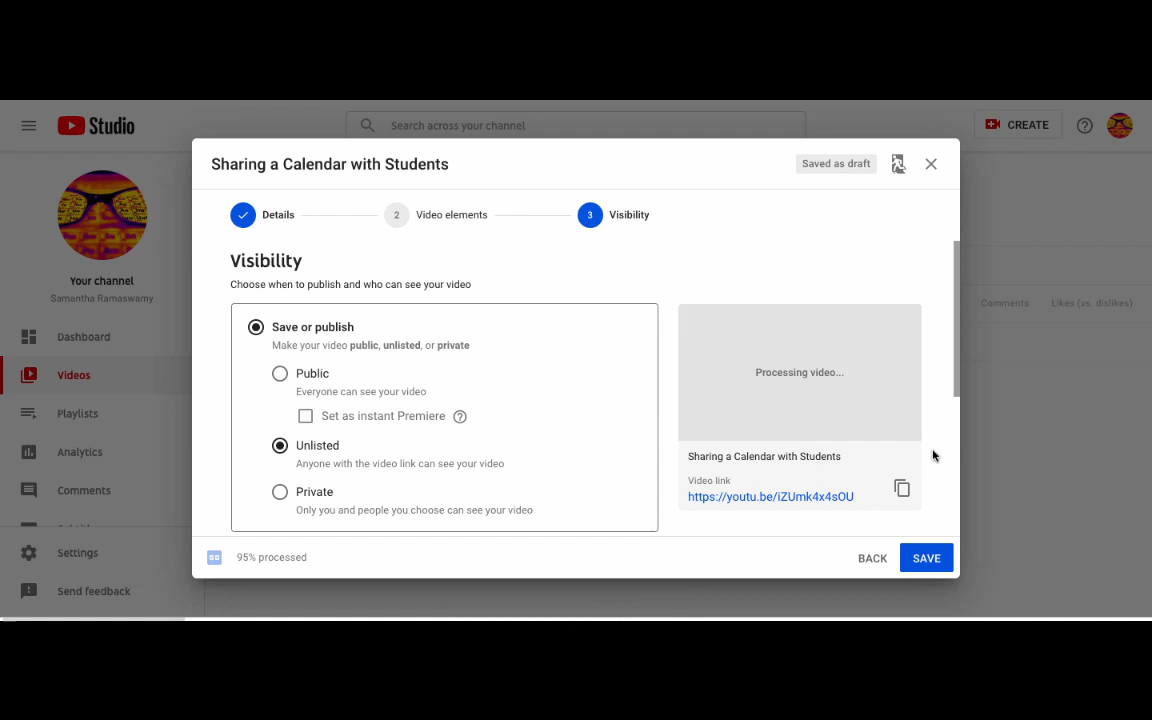 Studio
Search across your channel
CREATE
Sharing a Calendar with Students
Saved as draft
Details
2
Video elements
3
Visibility
Your channel
Samantha Ramaswamy
Dashboard
Videos
Playlists
Analytics
Comments
Settings
Send feedback
Visibility
Choose when to publish and who can see your video
Save or publish
Make your video public, unlisted, or private
Public
Everyone can see your video
Set as instant Premiere
Unlisted
Anyone with the video link can see your video
Private
Only you and people you choose can see your video
Processing video...
Sharing a Calendar with Students
Video link
https://youtu.be/iZUmk4x4sOU
Comments
Likes (vs. dislikes)
95% processed
BACK
SAVE